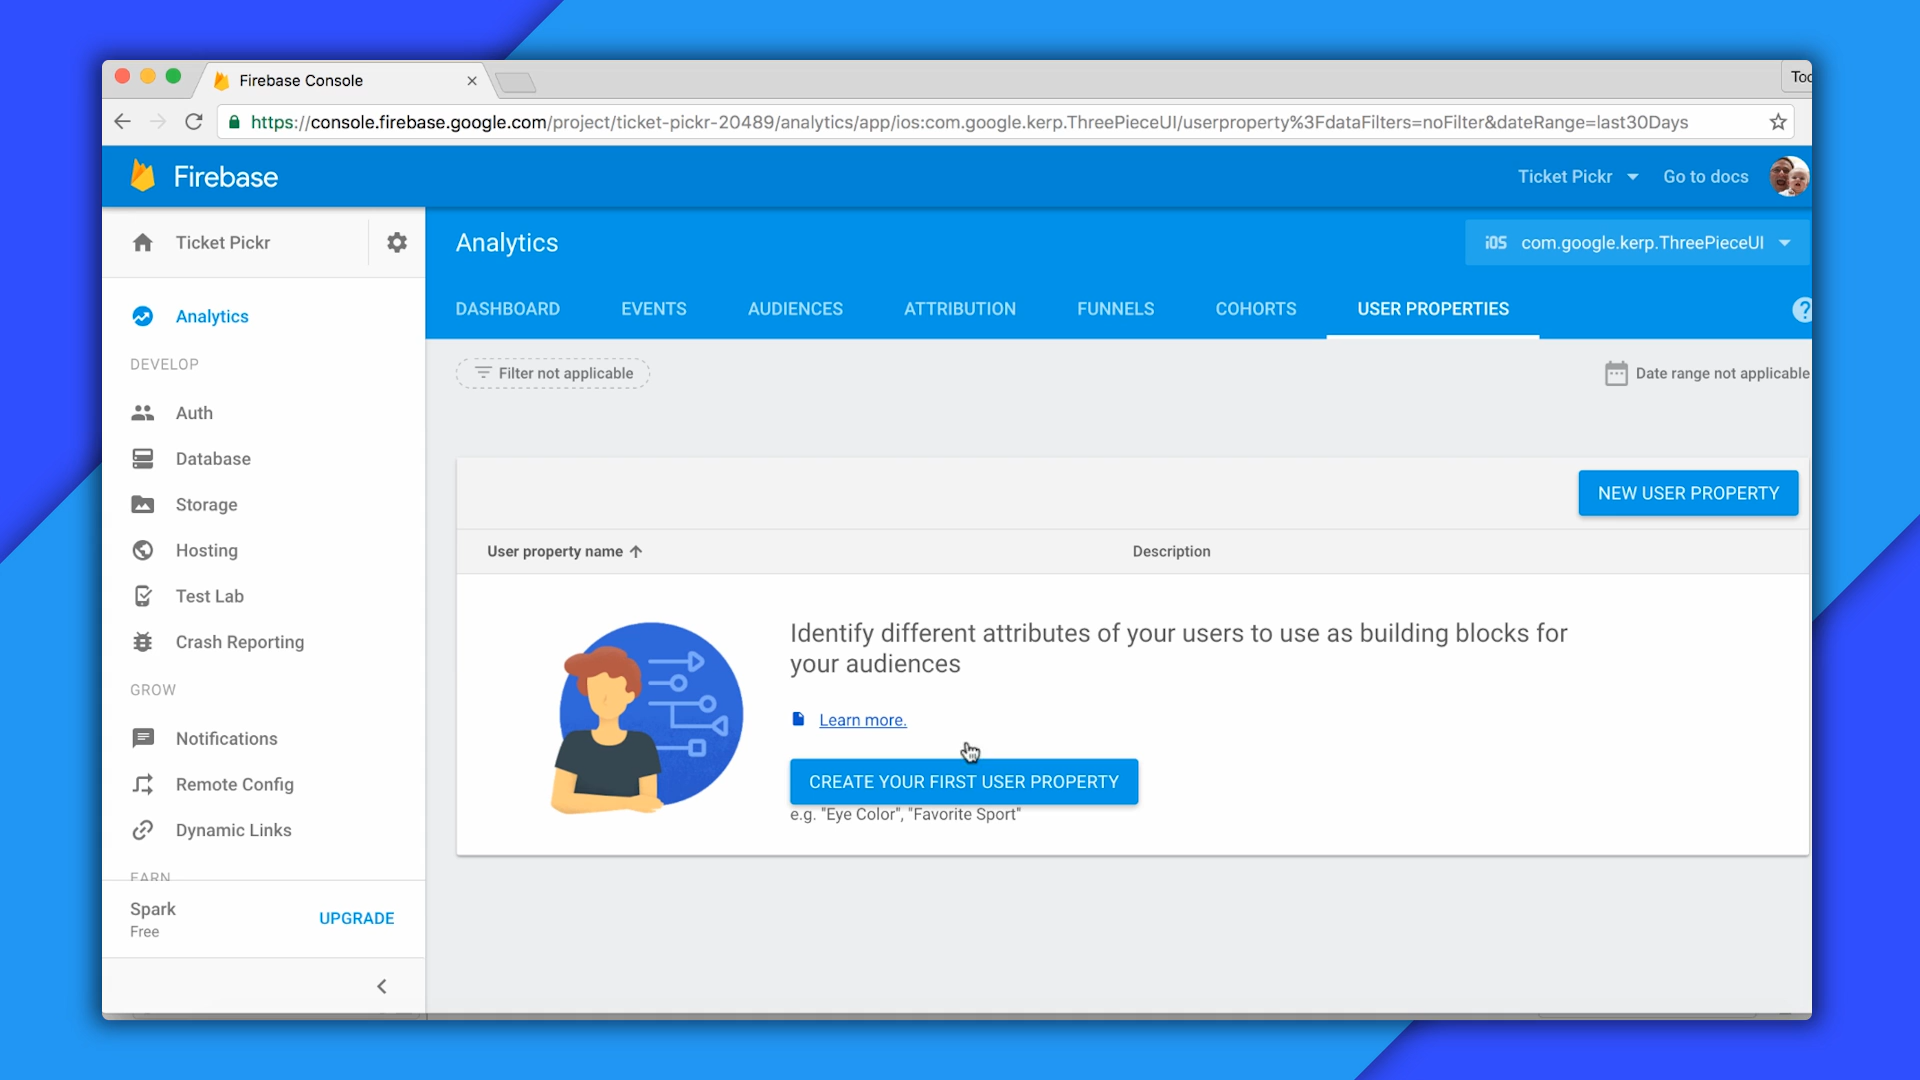 Firebase Console
https://console.firebase.google.com/project/ticket-pickr-20489/analytics/app/ios:com.google.kerp.ThreePieceUI/userproperty%3FdataFilters=noFilter&dateRange=last30Days
Firebase
Ticket Pickr
Go to docs
Ticket Pickr
Analytics
iOS com.google.kerp.ThreePieceUI
DASHBOARD
EVENTS
AUDIENCES
ATTRIBUTION
FUNNELS
COHORTS
USER PROPERTIES
?
Filter not applicable
Date range not applicable
Analytics
DEVELOP
Auth
Database
Storage
Hosting
Test Lab
Crash Reporting
GROW
Notifications
Remote Config
Dynamic Links
EARN
Spark
Free
UPGRADE
NEW USER PROPERTY
User property name
Description
Identify different attributes of your users to use as building blocks for
your audiences
Learn more.
CREATE YOUR FIRST USER PROPERTY
e.g. "Eye Color", "Favorite Sport"